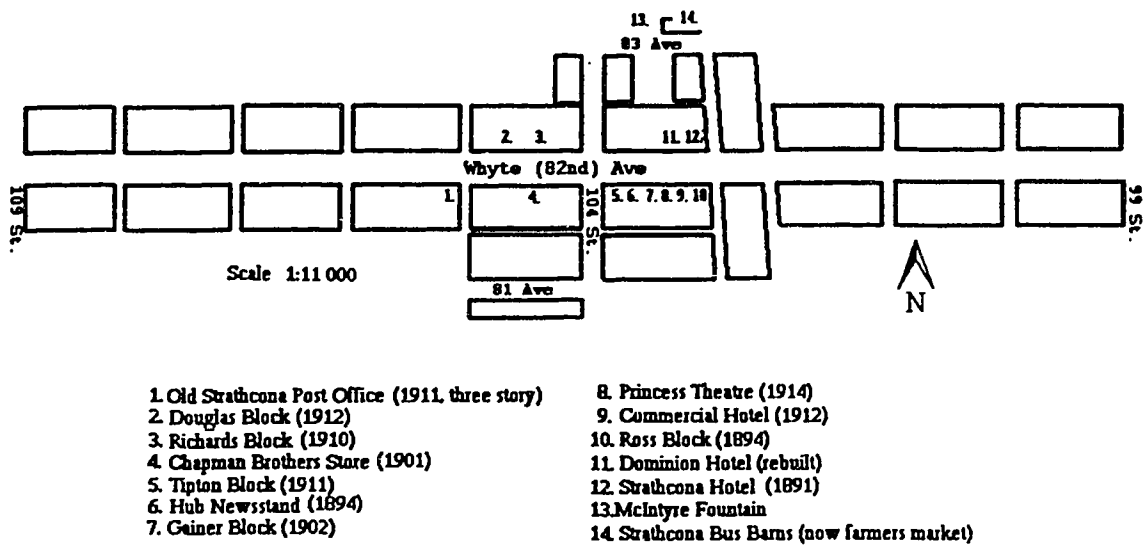 13. 14.
83 Ave
2. 3. 11. 12.
Whyte (82nd) Ave
109 St.
1. 4. 104 St. 5. 6. 7. 8. 9. 10
99 St.
Scale 1:11 000
81 Ave
N
1. Old Strathcona Post Office (1911, three story)
2. Douglas Block (1912)
3. Richards Block (1910)
4. Chapman Brothers Store (1901)
5. Tipton Block (1911)
6. Hub Newsstand (1894)
7. Gainer Block (1902)
8. Princess Theatre (1914)
9. Commercial Hotel (1912)
10. Ross Block (1894)
11. Dominion Hotel (rebuilt)
12. Strathcona Hotel (1891)
13.McIntyre Fountain
14. Strathcona Bus Barns (now farmers market)